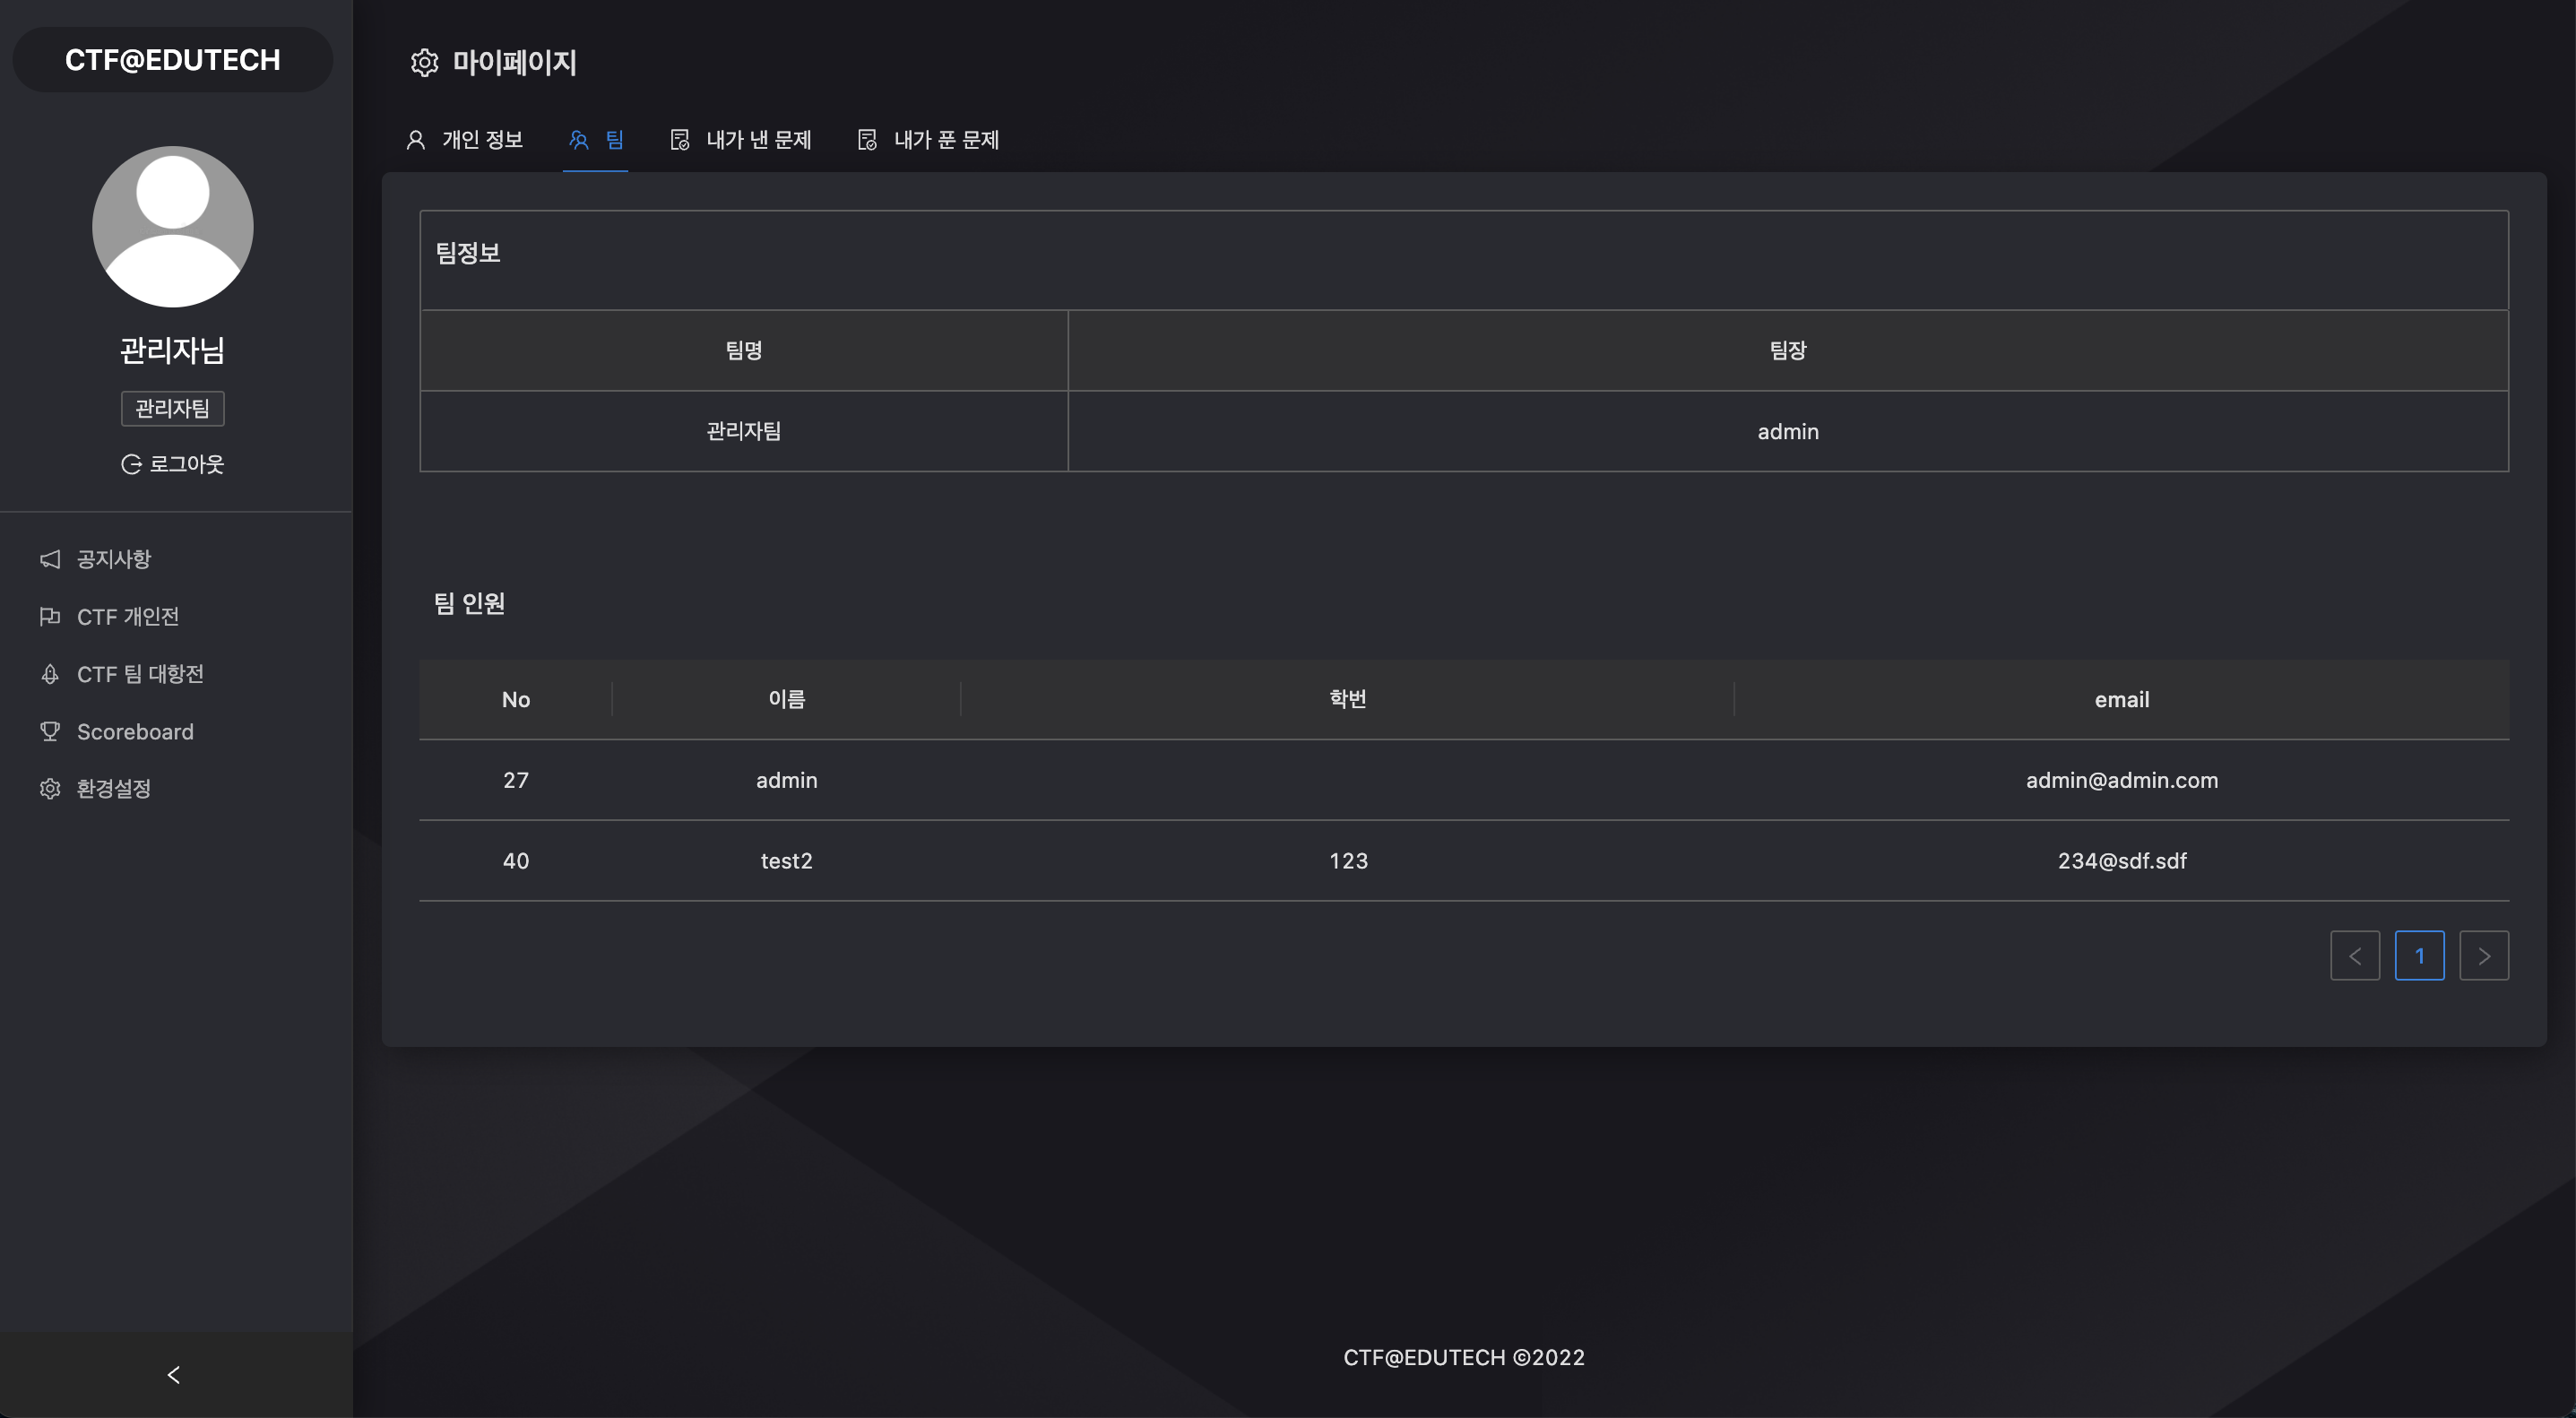 CTF@EDUTECH
관리자님
관리자팀
로그아웃
공지사항
CTF 개인전
CTF 팀 대항전
Scoreboard
환경설정
마이페이지
개인 정보 팀 내가 낸 문제 내가 푼 문제
팀정보
팀명 팀장
관리자팀 admin
팀 인원
No 이름 학번 email
27 admin admin@admin.com
40 test2 123 234@sdf.sdf
1
CTF@EDUTECH ©2022